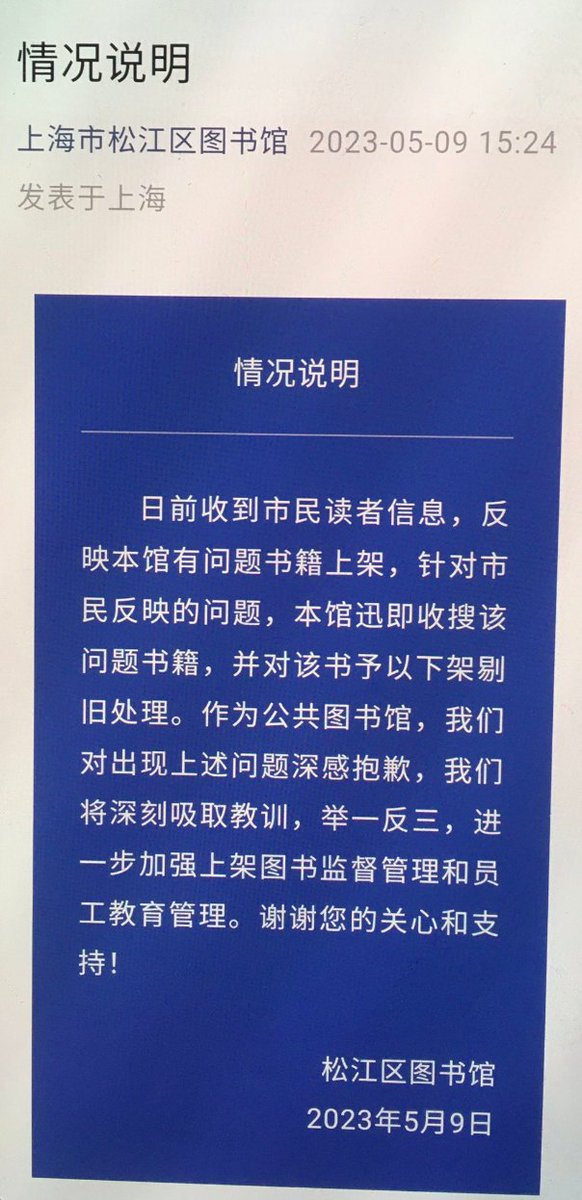 情况说明
上海市松江区图书馆 2023-05-09 15:24
发表于上海
情况说明
日前收到市民读者信息，反
映本馆有问题书籍上架，针对市
民反映的问题，本馆迅即收搜该
问题书籍，并对该书予以下架剔
旧处理。作为公共图书馆，我们
对出现上述问题深感抱歉，我们
将深刻吸取教训，举一反三，进
一步加强上架图书监督管理和员
工教育管理。谢谢您的关心和支
持！
松江区图书馆
2023年5月9日